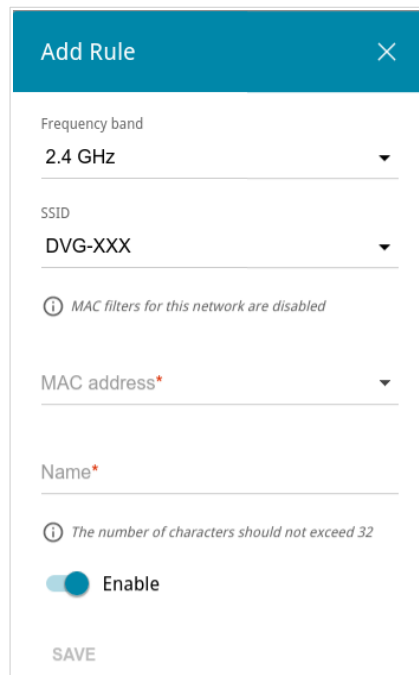 Add Rule
Frequency band
2.4 GHz
SSID
DVG-XXX
MAC filters for this network are disabled
MAC address*
Name*
The number of characters should not exceed 32
Enable
SAVE